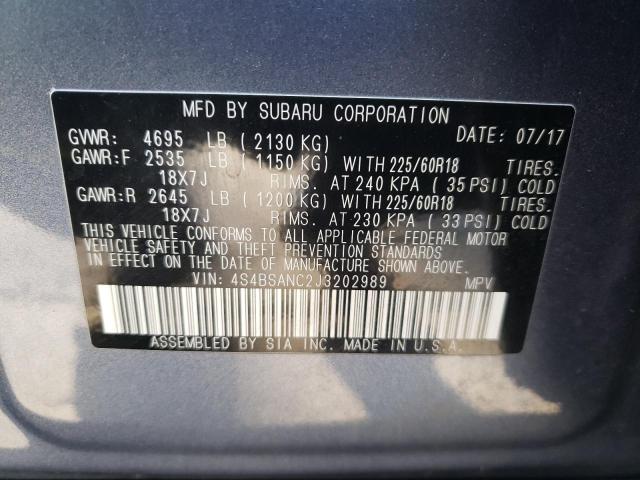 MFD BY SUBARU CORPORATION
DATE: 07/17
GVWR: 4695 LB ( 2130 KG)
GAWR:F 2535 LB ( 1150 KG) WITH 225/60R18 TIRES.
18X7J RIMS. AT 240 KPA ( 35 PSI) COLD
GAWR:R 2645 LB ( 1200 KG) WITH 225/60R18 TIRES.
18X7J RIMS. AT 230 KPA ( 33 PSI) COLD
THIS VEHICLE CONFORMS TO ALL APPLICABLE FEDERAL MOTOR
VEHICLE SAFETY AND THEFT PREVENTION STANDARDS
IN EFFECT ON THE DATE OF MANUFACTURE SHOWN ABOVE.
VIN: 4S4BSANC2J3202989 MPV
ASSEMBLED BY SIA INC. MADE IN U.S.A.